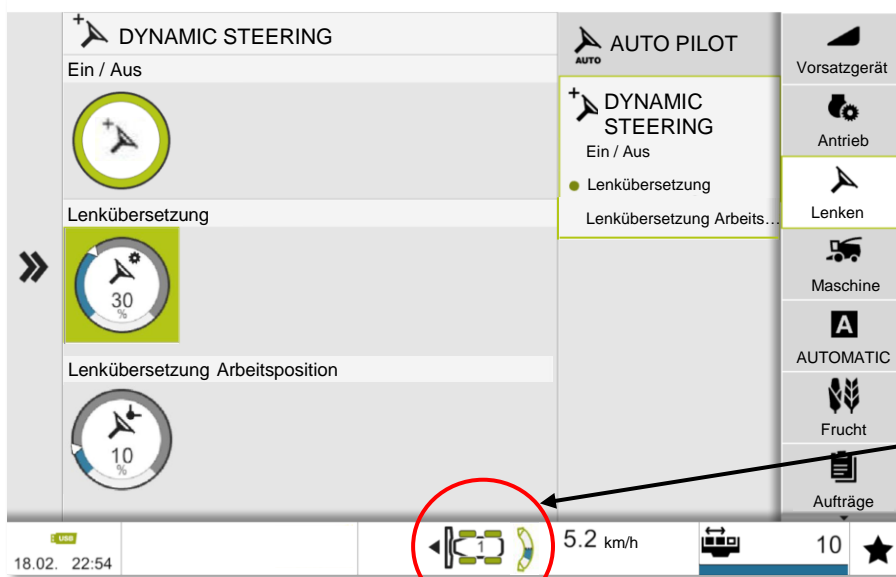 DYNAMIC STEERING
Ein / Aus
Lenkübersetzung
30
%
Lenkübersetzung Arbeitsposition
10
%
AUTO PILOT
AUTO
DYNAMIC
STEERING
Ein / Aus
Lenkübersetzung
Lenkübersetzung Arbeits...
Vorsatzgerät
Antrieb
Lenken
Maschine
A
AUTOMATIC
Frucht
Aufträge
USB
18.02. 22:54
1
5.2 km/h
10